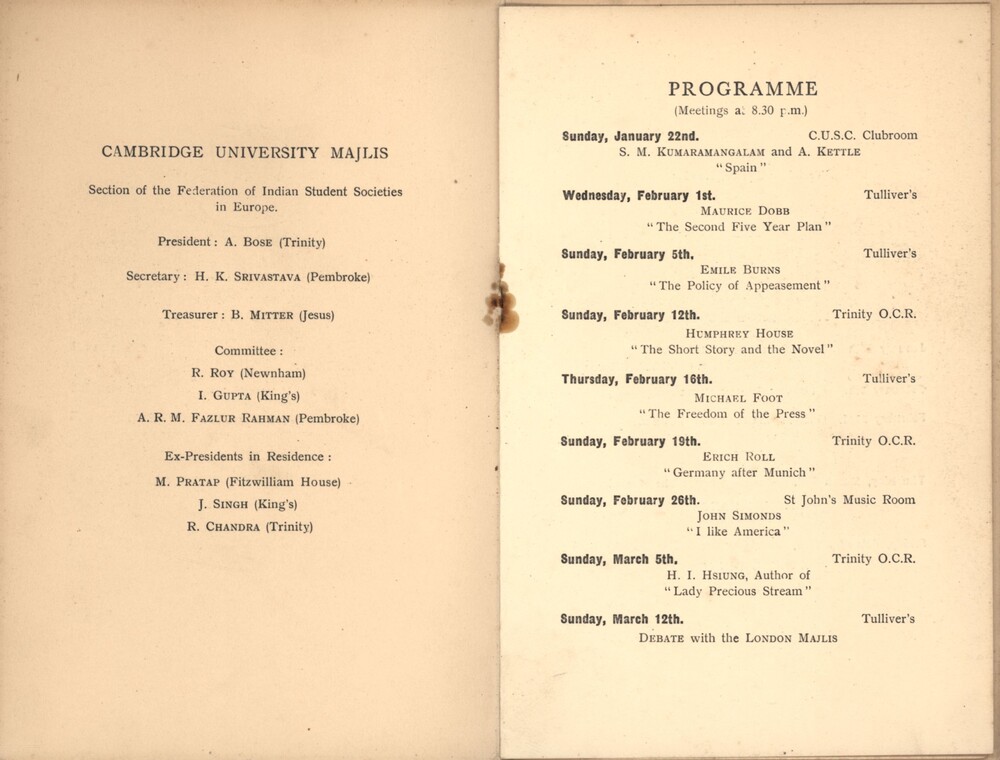 CAMBRIDGE UNIVERSITY MAJLIS
Section of the Federation of Indian Student Societies
in Europe.
President : A. BOSE (Trinity)
Secretary : H. K. SRIVASTAVA (Pembroke)
Treasurer : B. MITTER (Jesus)
Committee :
R. ROY (Newnham)
I. GUPTA (King's)
A. R. M. FAZLUR RAHMAN (Pembroke)
Ex-Presidents in Residence :
M. PRATAP (Fitzwilliam House)
J. SINGH (King's)
R. CHANDRA (Trinity)
PROGRAMME
(Meetings at 8.30 p.m.)
Sunday, January 22nd. C.U.S.C. Clubroom
S. M. KUMARAMANGALAM and A. KETTLE
"Spain"
Wednesday, February 1st. Tulliver's
MAURICE DOBB
"The Second Five Year Plan"
Sunday, February 5th. Tulliver's
EMILE BURNS
"The Policy of Appeasement"
Sunday, February 12th. Trinity O.C.R.
HUMPHREY HOUSE
"The Short Story and the Novel"
Thursday, February 16th. Tulliver's
MICHAEL FOOT
"The Freedom of the Press"
Sunday, February 19th. Trinity O.C.R.
ERICH ROLL
"Germany after Munich"
Sunday, February 26th. St John's Music Room
JOHN SIMONDS
"I like America"
Sunday, March 5th. Trinity O.C.R.
H. I. HSIUNG, Author of
"Lady Precious Stream"
Sunday, March 12th. Tulliver's
DEBATE with the LONDON MAJLIS